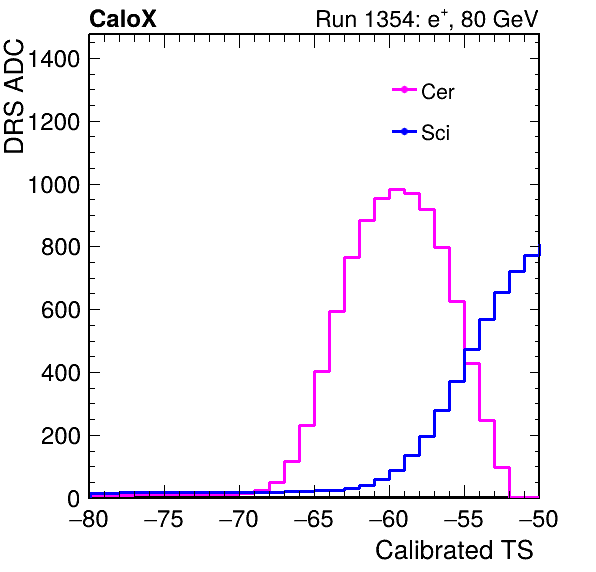 CaloX Run 1354: e⁺, 80 GeV
DRS ADC
1400
1200
1000
800
600
400
200
0
Cer
Sci
−80 −75 −70 −65 −60 −55 −50
Calibrated TS